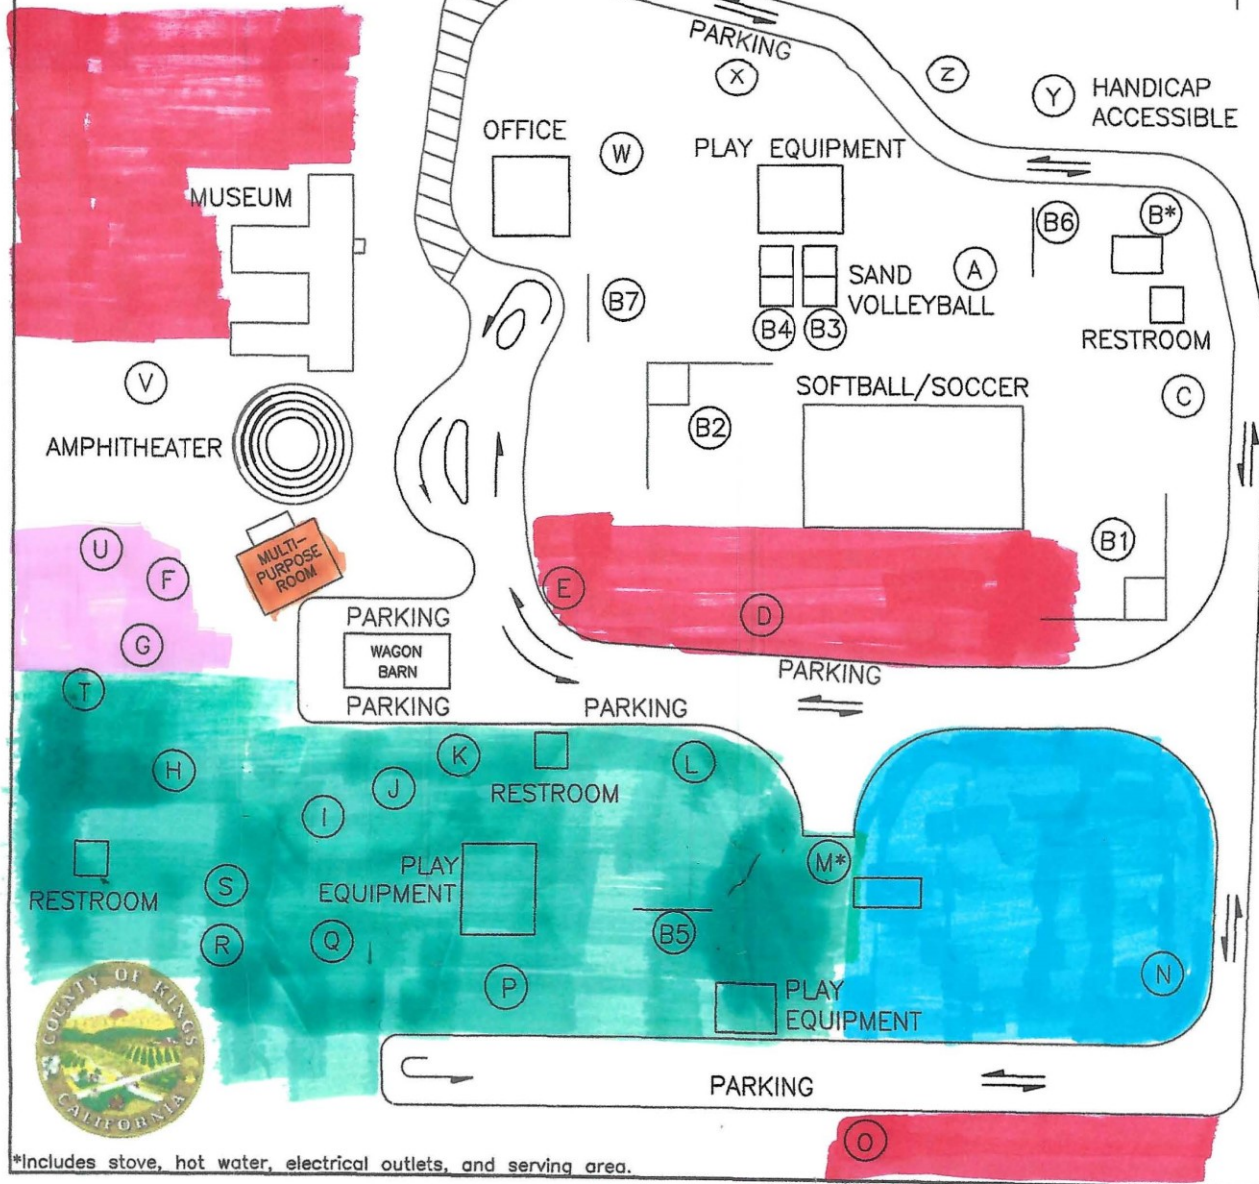 PARKING
X
Z
Y
HANDICAP
ACCESSIBLE
OFFICE
W
PLAY EQUIPMENT
MUSEUM
B6
B*
B7
SAND
VOLLEYBALL
A
B4
B3
RESTROOM
V
SOFTBALL/SOCCER
C
AMPHITHEATER
B2
U
F
G
MULTI-
PURPOSE
ROOM
B1
E
D
PARKING
WAGON
BARN
PARKING
PARKING
PARKING
T
H
I
J
K
RESTROOM
L
RESTROOM
S
PLAY
EQUIPMENT
M*
R
Q
B5
P
PLAY
EQUIPMENT
N
COUNTY OF KINGS
CALIFORNIA
PARKING
O
*Includes stove, hot water, electrical outlets, and serving area.